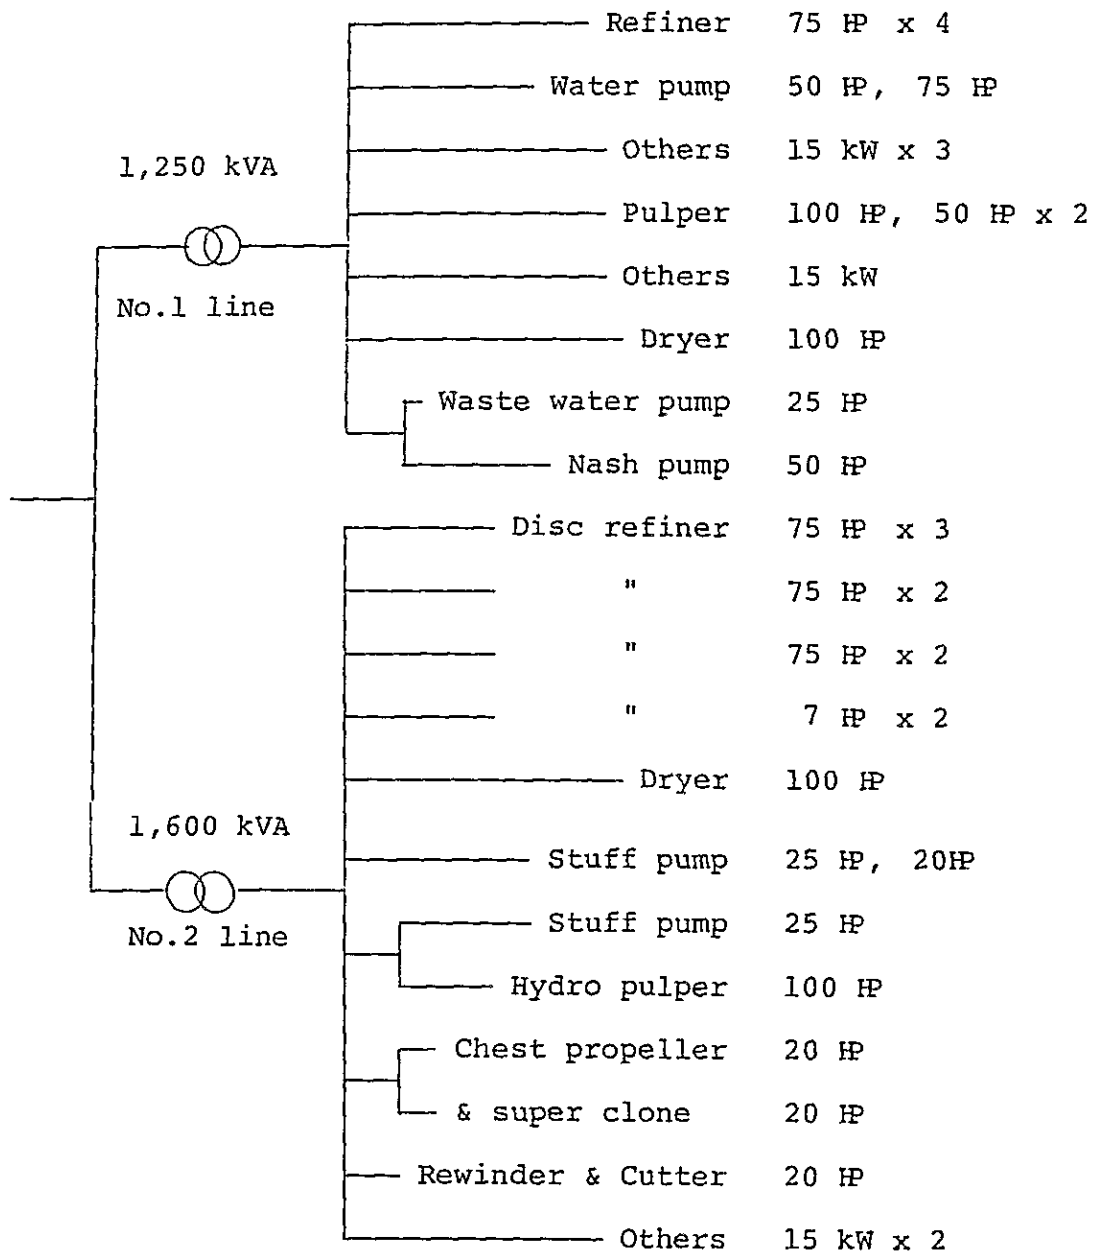 Refiner 75 HP x 4
Water pump 50 HP, 75 HP
Others 15 kW x 3
1,250 kVA
Pulper 100 HP, 50 HP x 2
Others 15 kW
No.1 line
Dryer 100 HP
Waste water pump 25 HP
Nash pump 50 HP
Disc refiner 75 HP x 3
" 75 HP x 2
" 75 HP x 2
" 7 HP x 2
Dryer 100 HP
1,600 kVA
Stuff pump 25 HP, 20HP
Stuff pump 25 HP
No.2 line
Hydro pulper 100 HP
Chest propeller 20 HP
& super clone 20 HP
Rewinder & Cutter 20 HP
Others 15 kW x 2